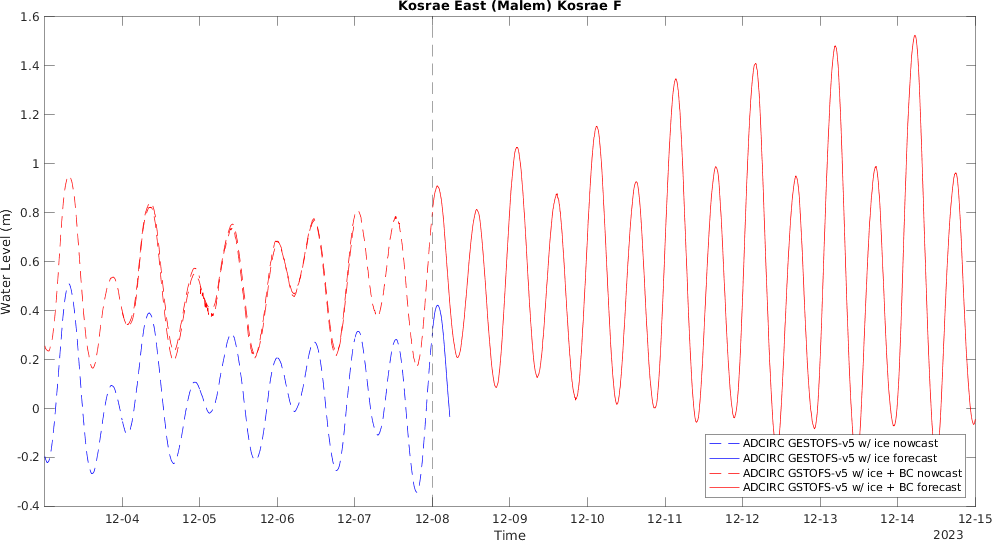 Kosrae East (Malem) Kosrae F
1.6
1.4
1.2
1
0.8
0.6
0.4
0.2
0
-0.2
-0.4
Water Level (m)
ADCIRC GESTOFS-v5 w/ ice nowcast
ADCIRC GESTOFS-v5 w/ ice forecast
ADCIRC GSTOFS-v5 w/ ice + BC nowcast
ADCIRC GSTOFS-v5 w/ ice + BC forecast
12-04 12-05 12-06 12-07 12-08 12-09 12-10 12-11 12-12 12-13 12-14 12-15
Time
2023